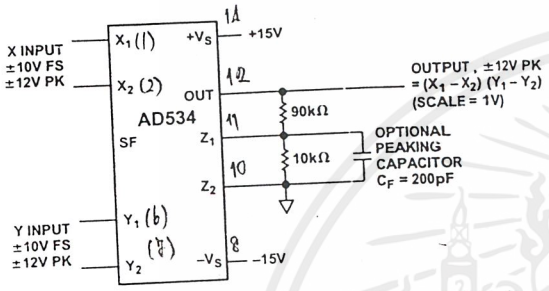 14
X1 (1)
+VS
+15V
X INPUT
±10V FS
±12V PK
X2 (2)
12
OUT
OUTPUT, ±12V PK
= (X1 – X2) (Y1 – Y2)
(SCALE = 1V)
90kΩ
AD534
11
SF
Z1
OPTIONAL
PEAKING
CAPACITOR
CF = 200pF
10kΩ
10
Z2
Y INPUT
±10V FS
±12V PK
Y1 (6)
(7)
Y2
8
–VS
–15V